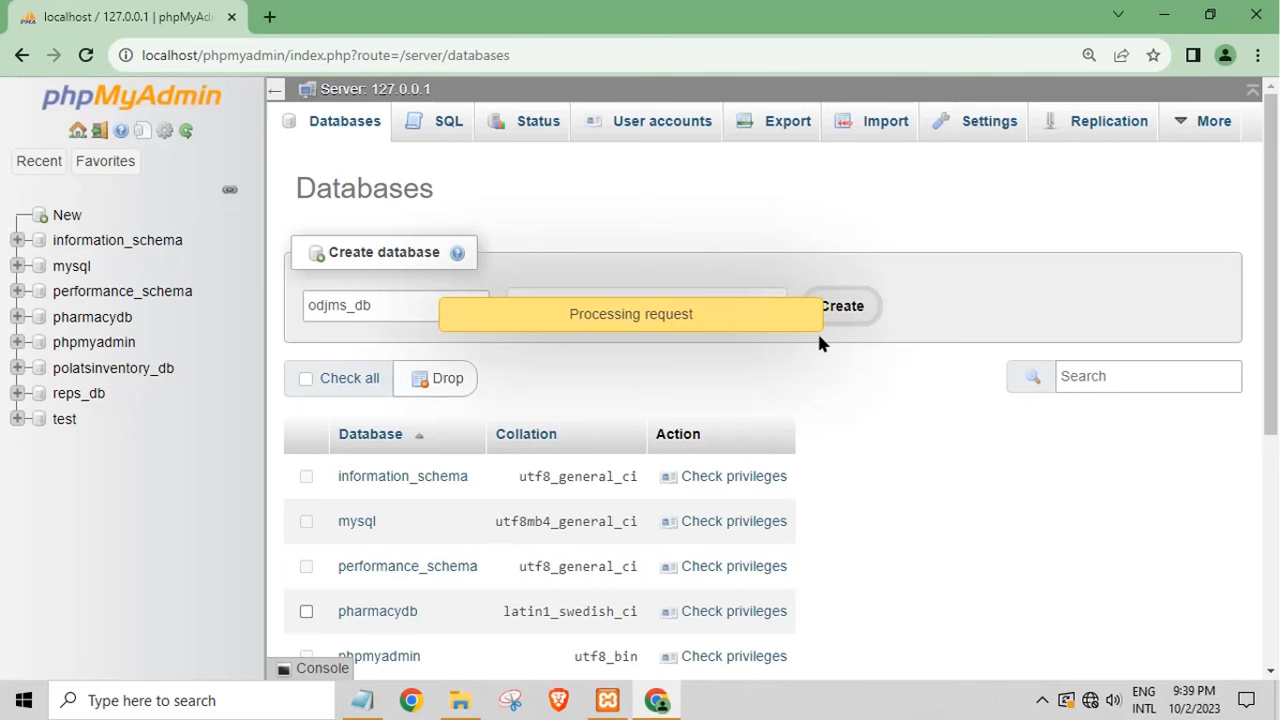 localhost / 127.0.0.1 | phpMyAd
localhost/phpmyadmin/index.php?route=/server/databases
phpMyAdmin
Recent
Favorites
New
information_schema
mysql
performance_schema
pharmacydb
phpmyadmin
polatsinventory_db
reps_db
test
Server: 127.0.0.1
Databases
SQL
Status
User accounts
Export
Import
Settings
Replication
More
Databases
Create database
odjms_db
Processing request
Create
Check all
Drop
Search
Database
Collation
Action
information_schema utf8_general_ci Check privileges
mysql utf8mb4_general_ci Check privileges
performance_schema utf8_general_ci Check privileges
pharmacydb latin1_swedish_ci Check privileges
phpmyadmin utf8_bin Check privileges
Console
Type here to search
ENG
INTL
9:39 PM
10/2/2023